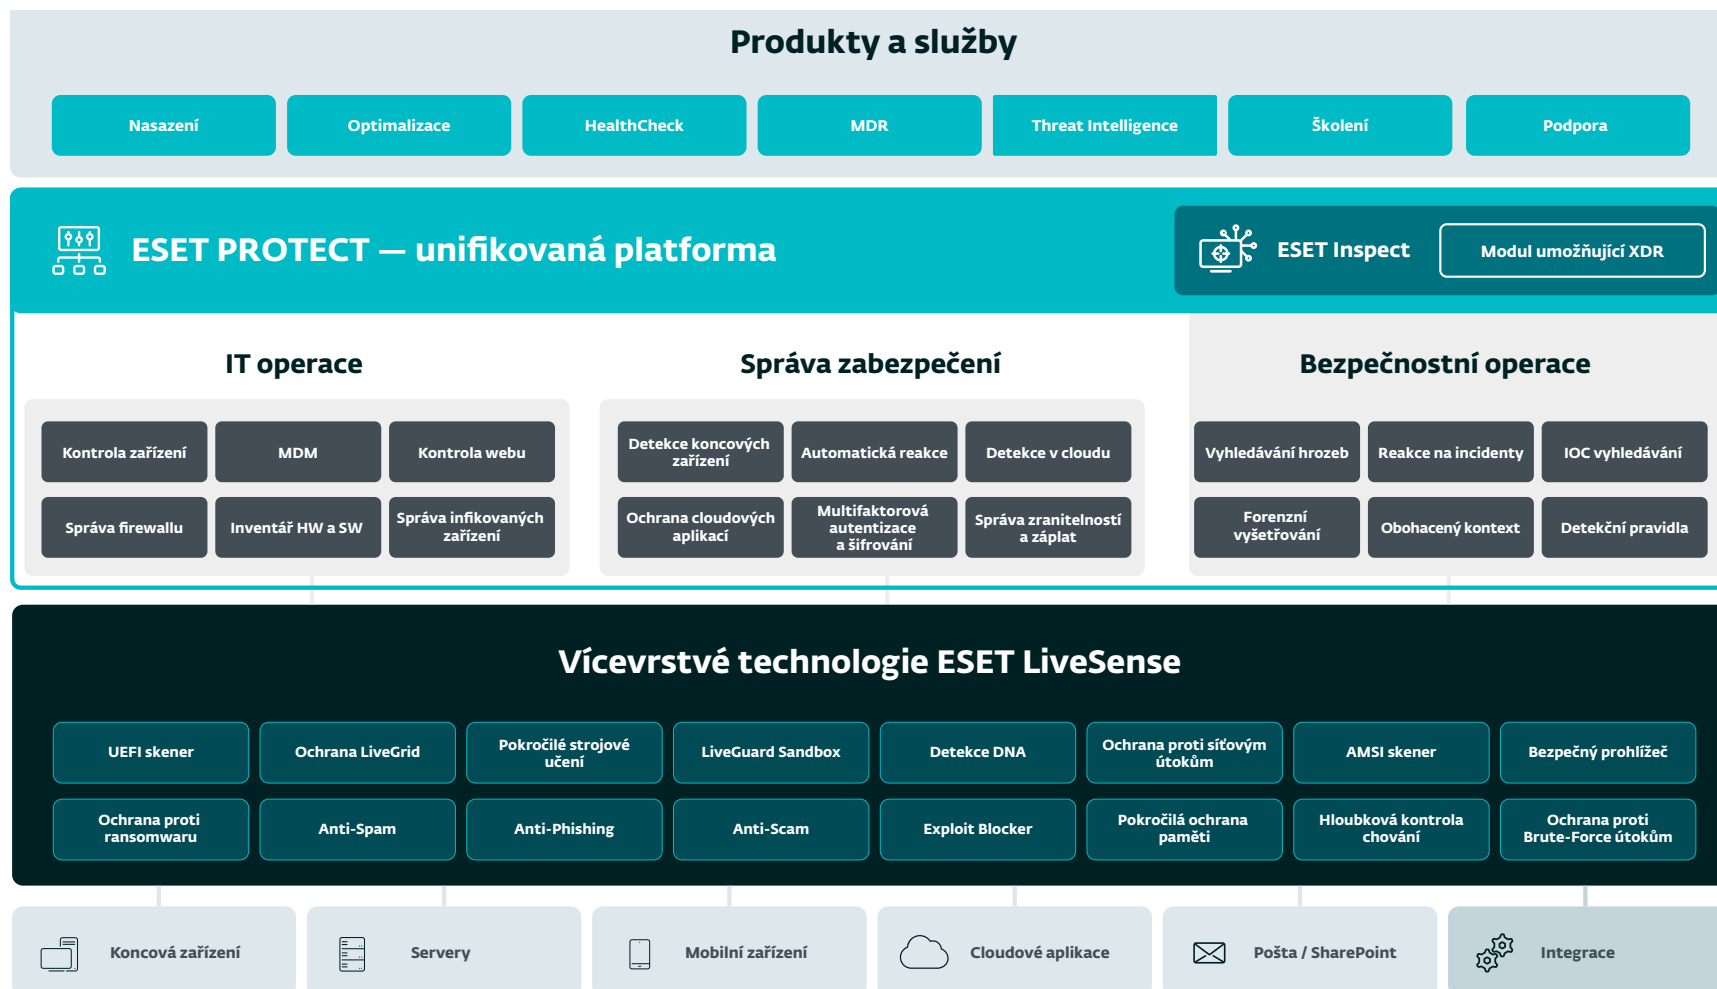 Produkty a služby
Nasazení
Optimalizace
HealthCheck
MDR
Threat Intelligence
Školení
Podpora
ESET PROTECT — unifikovaná platforma
ESET Inspect
Modul umožňující XDR
IT operace
Kontrola zařízení
MDM
Kontrola webu
Správa firewallu
Inventář HW a SW
Správa infikovaných
zařízení
Správa zabezpečení
Detekce koncových
zařízení
Automatická reakce
Detekce v cloudu
Ochrana cloudových
aplikací
Multifaktorová
autentizace
a šifrování
Správa zranitelností
a záplat
Bezpečnostní operace
Vyhledávání hrozeb
Reakce na incidenty
IOC vyhledávání
Forenzní
vyšetřování
Obohacený kontext
Detekční pravidla
Vícevrstvé technologie ESET LiveSense
UEFI skener
Ochrana LiveGrid
Pokročilé strojové
učení
LiveGuard Sandbox
Detekce DNA
Ochrana proti síťovým
útokům
AMSI skener
Bezpečný prohlížeč
Ochrana proti
ransomwaru
Anti-Spam
Anti-Phishing
Anti-Scam
Exploit Blocker
Pokročilá ochrana
paměti
Hloubková kontrola
chování
Ochrana proti
Brute-Force útokům
Koncová zařízení
Servery
Mobilní zařízení
Cloudové aplikace
Pošta / SharePoint
Integrace